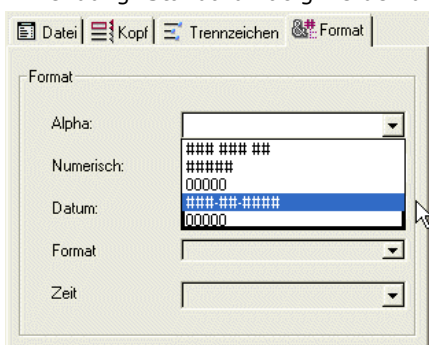 Datei Kopf Trennzeichen Format
Format
Alpha:
### ### ##
Numerisch:
#####
00000
Datum:
###-##-####
00000
Format
Zeit